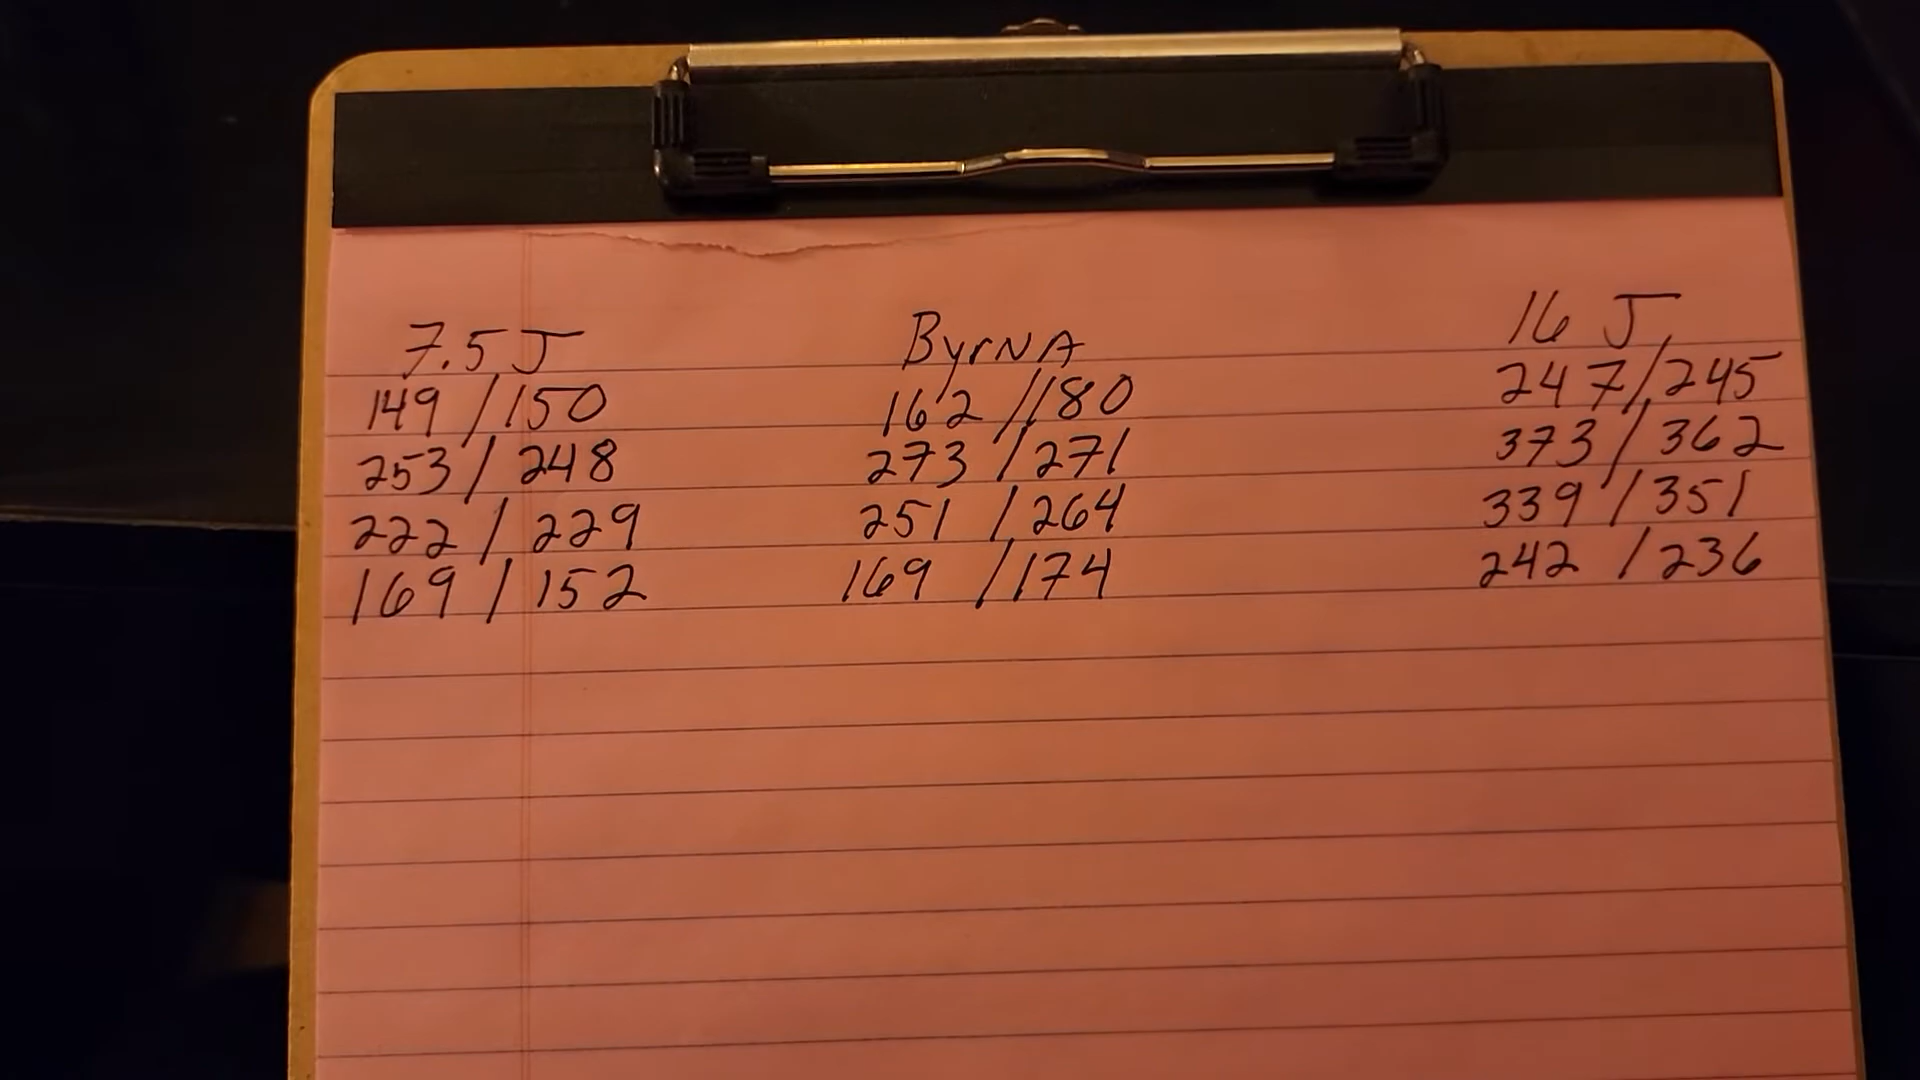 7.5 J ByrNA 16 J
149 / 150 162 / 180 247 / 245
253 / 248 273 / 271 373 / 362
222 / 229 251 / 264 339 / 351
169 / 152 169 / 174 242 / 236